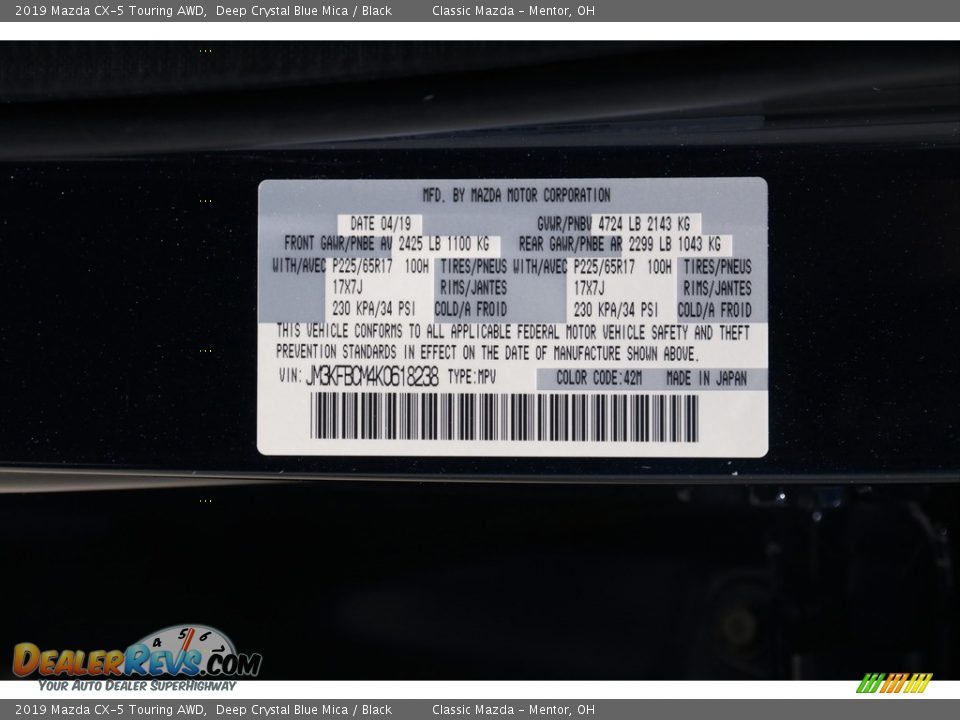 2019 Mazda CX-5 Touring AWD, Deep Crystal Blue Mica / Black Classic Mazda - Mentor, OH
MFD. BY MAZDA MOTOR CORPORATION
DATE 04/19 GVWR/PNBV 4724 LB 2143 KG
FRONT GAWR/PNBE AV 2425 LB 1100 KG REAR GAWR/PNBE AR 2299 LB 1043 KG
WITH/AVEC P225/65R17 100H TIRES/PNEUS WITH/AVEC P225/65R17 100H TIRES/PNEUS
17X7J RIMS/JANTES 17X7J RIMS/JANTES
230 KPA/34 PSI COLD/A FROID 230 KPA/34 PSI COLD/A FROID
THIS VEHICLE CONFORMS TO ALL APPLICABLE FEDERAL MOTOR VEHICLE SAFETY AND THEFT
PREVENTION STANDARDS IN EFFECT ON THE DATE OF MANUFACTURE SHOWN ABOVE.
VIN: JM3KFBCM4K0618238 TYPE:MPV COLOR CODE:42M MADE IN JAPAN
4 5 6
DEALERREVS.COM
YOUR AUTO DEALER SUPERHIGHWAY
2019 Mazda CX-5 Touring AWD, Deep Crystal Blue Mica / Black Classic Mazda - Mentor, OH